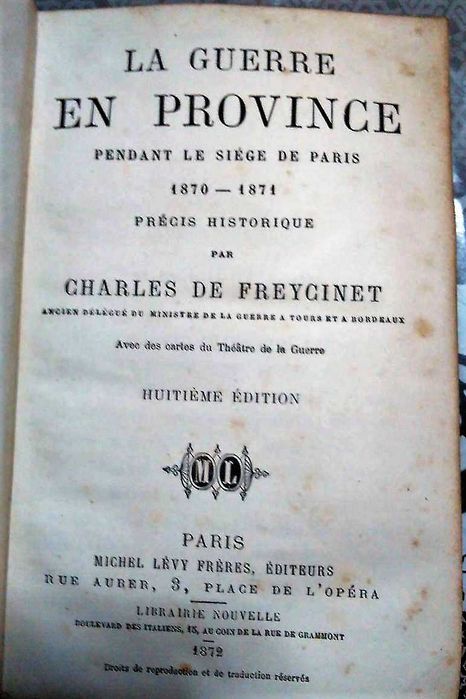 LA GUERRE
EN PROVINCE
PENDANT LE SIÉGE DE PARIS
1870 — 1871
PRÉCIS HISTORIQUE
PAR
CHARLES DE FREYCINET
ANCIEN DÉLÉGUÉ DU MINISTRE DE LA GUERRE A TOURS ET A BORDEAUX
Avec des cartes du Théâtre de la Guerre
HUITIÈME ÉDITION
ML
PARIS
MICHEL LÉVY FRÈRES, ÉDITEURS
RUE AUBER, 3, PLACE DE L'OPÉRA
LIBRAIRIE NOUVELLE
BOULEVARD DES ITALIENS, 15, AU COIN DE LA RUE DE GRAMMONT
1872
Droits de reproduction et de traduction réservés